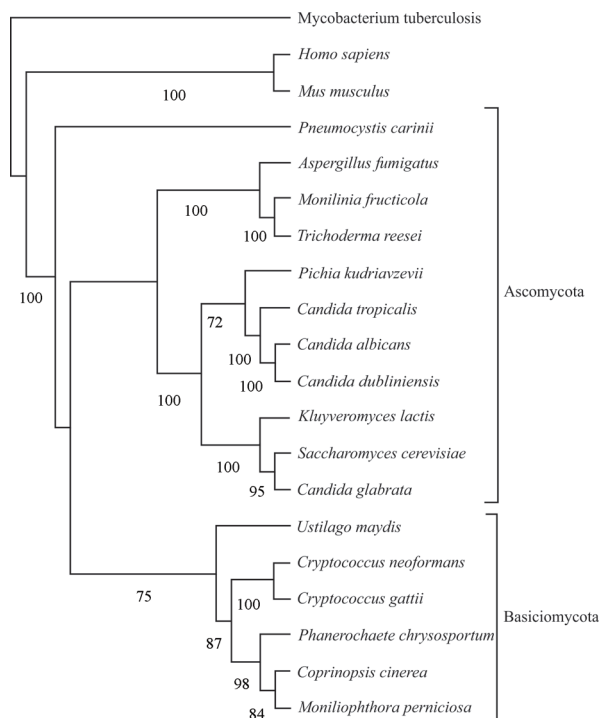 Mycobacterium tuberculosis
Homo sapiens
100
Mus musculus
Pneumocystis carinii
Aspergillus fumigatus
Monilinia fructicola
100
100
Trichoderma reesei
Pichia kudriavzevii
Ascomycota
100
Candida tropicalis
72
Candida albicans
100
100
Candida dubliniensis
100
Kluyveromyces lactis
Saccharomyces cerevisiae
100
95
Candida glabrata
Ustilago maydis
Cryptococcus neoformans
75
100
Cryptococcus gattii
Basiciomycota
87
Phanerochaete chrysosportum
Coprinopsis cinerea
98
84
Moniliophthora perniciosa